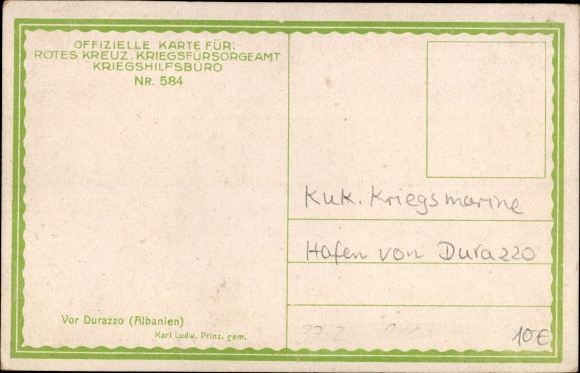 OFFIZIELLE KARTE FÜR:
ROTES KREUZ, KRIEGSFÜRSORGEAMT
KRIEGSHILFSBÜRO
NR. 584
KuK. Kriegsmarine
Hafen von Durazzo
Vor Durazzo (Albanien)
Karl Ludw. Prinz, gem.
10€